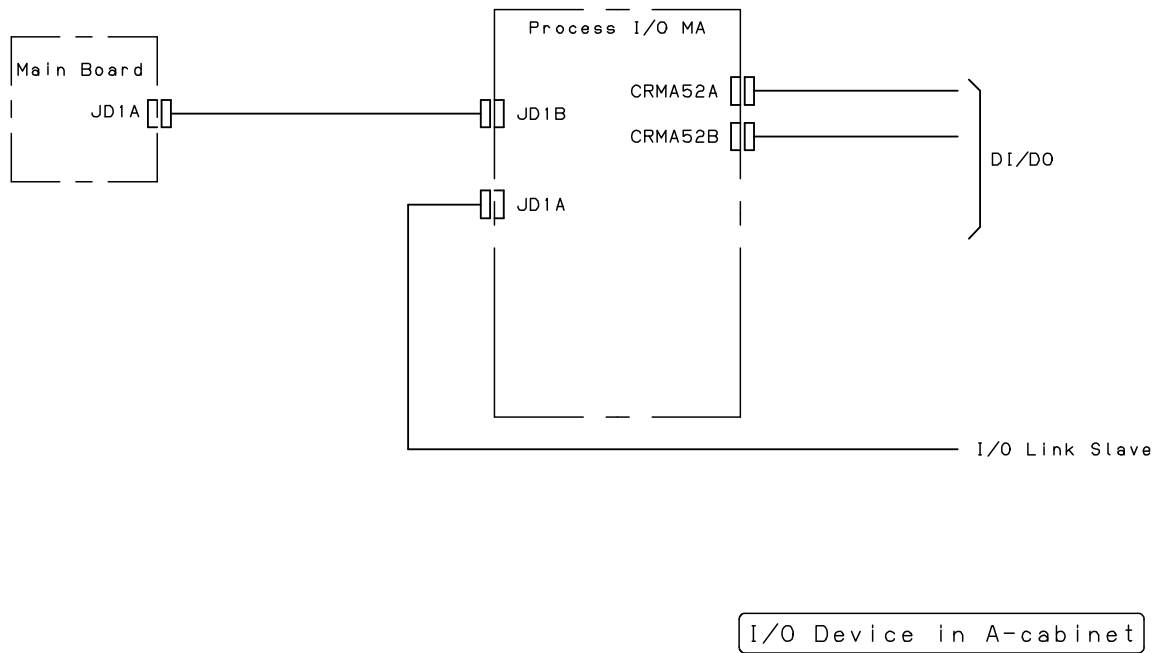 Process I/O MA
Main Board
JD1A
JD1B
CRMA52A
CRMA52B
DI/DO
JD1A
I/O Link Slave
I/O Device in A-cabinet